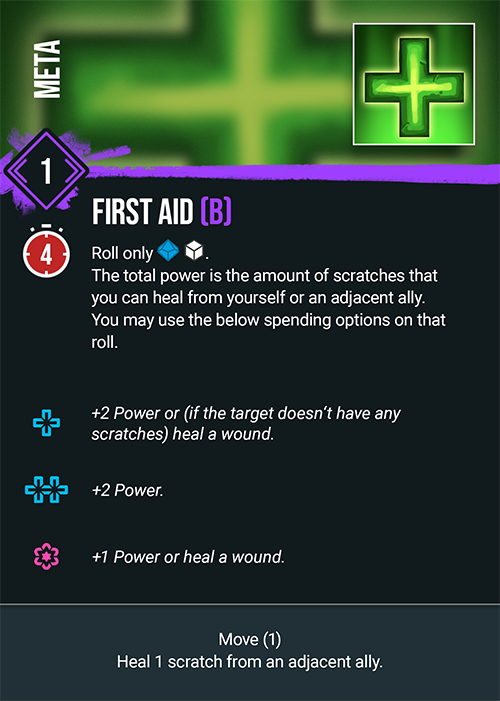 META
1
FIRST AID (B)
4
Roll only .
The total power is the amount of scratches that
you can heal from yourself or an adjacent ally.
You may use the below spending options on that
roll.
+2 Power or (if the target doesn‘t have any
scratches) heal a wound.
+2 Power.
+1 Power or heal a wound.
Move (1)
Heal 1 scratch from an adjacent ally.